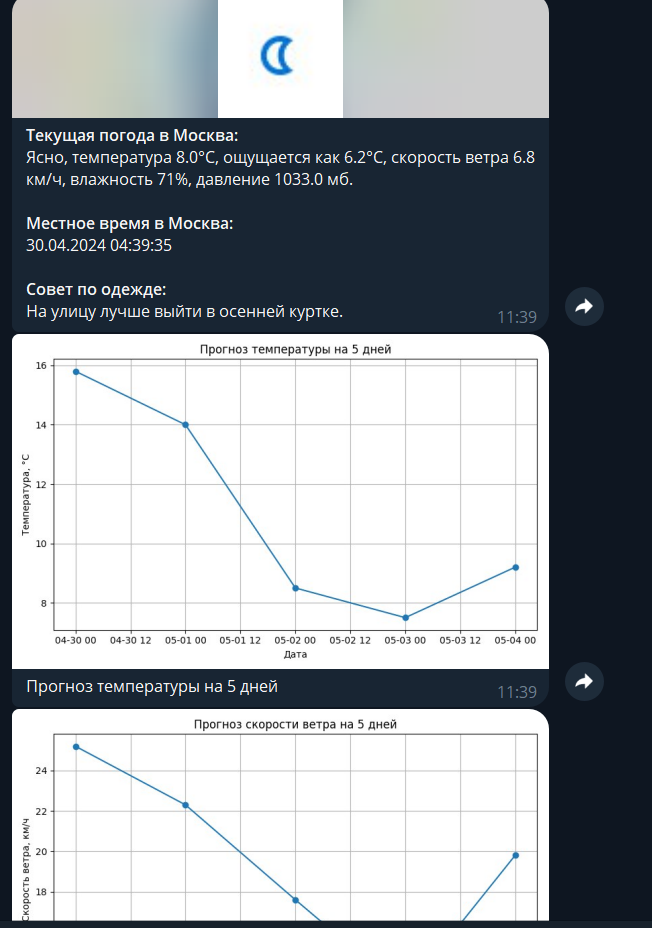 Текущая погода в Москва:
Ясно, температура 8.0°C, ощущается как 6.2°C, скорость ветра 6.8
км/ч, влажность 71%, давление 1033.0 мб.
Местное время в Москва:
30.04.2024 04:39:35
Совет по одежде:
На улицу лучше выйти в осенней куртке.
11:39
Прогноз температуры на 5 дней
16
14
12
10
8
Температура, °C
04-30 00 04-30 12 05-01 00 05-01 12 05-02 00 05-02 12 05-03 00 05-03 12 05-04 00
Дата
Прогноз температуры на 5 дней
11:39
Прогноз скорости ветра на 5 дней
24
22
20
18
Скорость ветра, км/ч